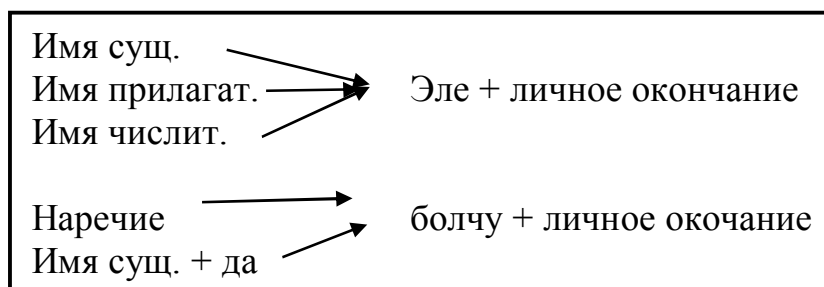 Имя сущ.
Имя прилагат. Эле + личное окончание
Имя числит.
Наречие болчу + личное окочание
Имя сущ. + да